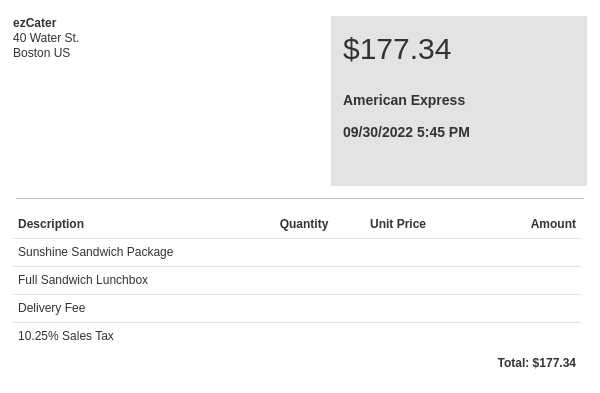 ezCater
40 Water St.
Boston US
$177.34
American Express
09/30/2022 5:45 PM
Description Quantity Unit Price Amount
Sunshine Sandwich Package
Full Sandwich Lunchbox
Delivery Fee
10.25% Sales Tax
Total: $177.34